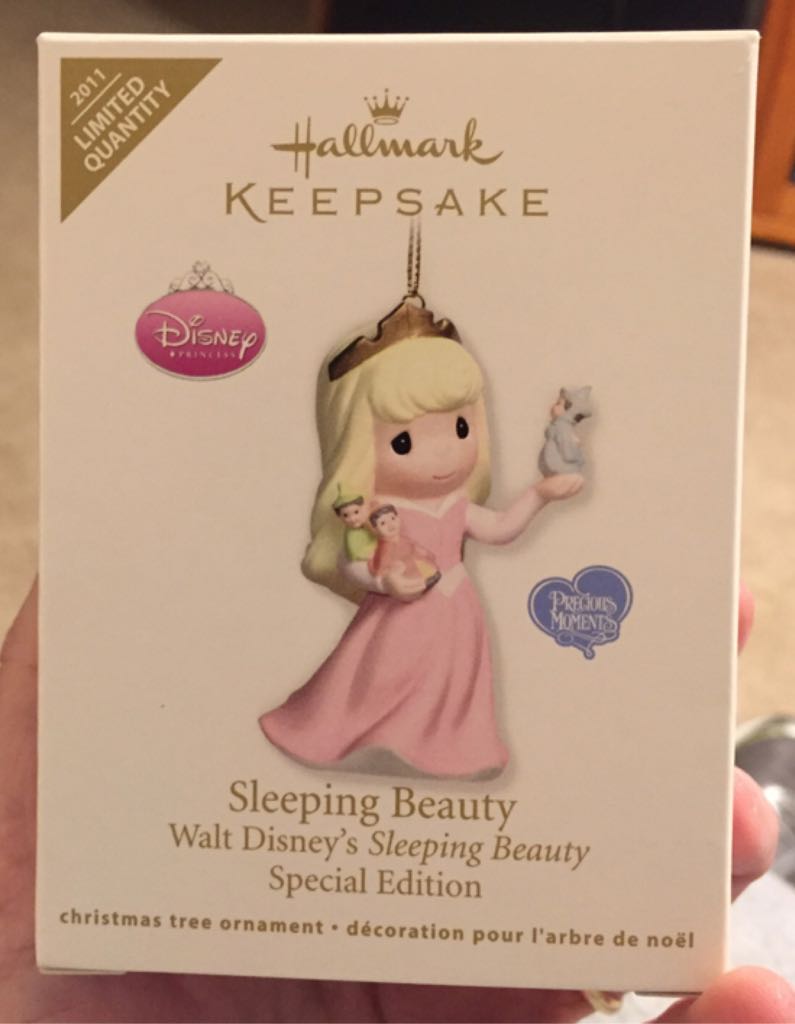 2011
LIMITED
QUANTITY
Hallmark
KEEPSAKE
Disney
PRINCESS
PRECIOUS
MOMENTS
Sleeping Beauty
Walt Disney's Sleeping Beauty
Special Edition
christmas tree ornament • décoration pour l'arbre de noël